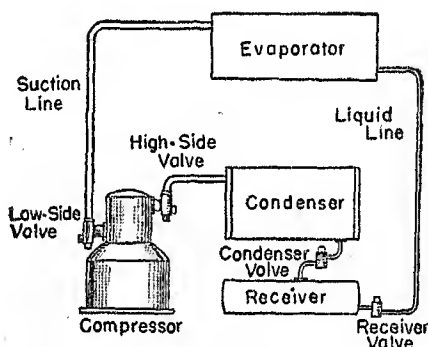 Evaporator
Suction
Line
Liquid
Line
High-Side
Valve
Condenser
Low-Side
Valve
Condenser
Valve
Receiver
Compressor
Receiver
Valve